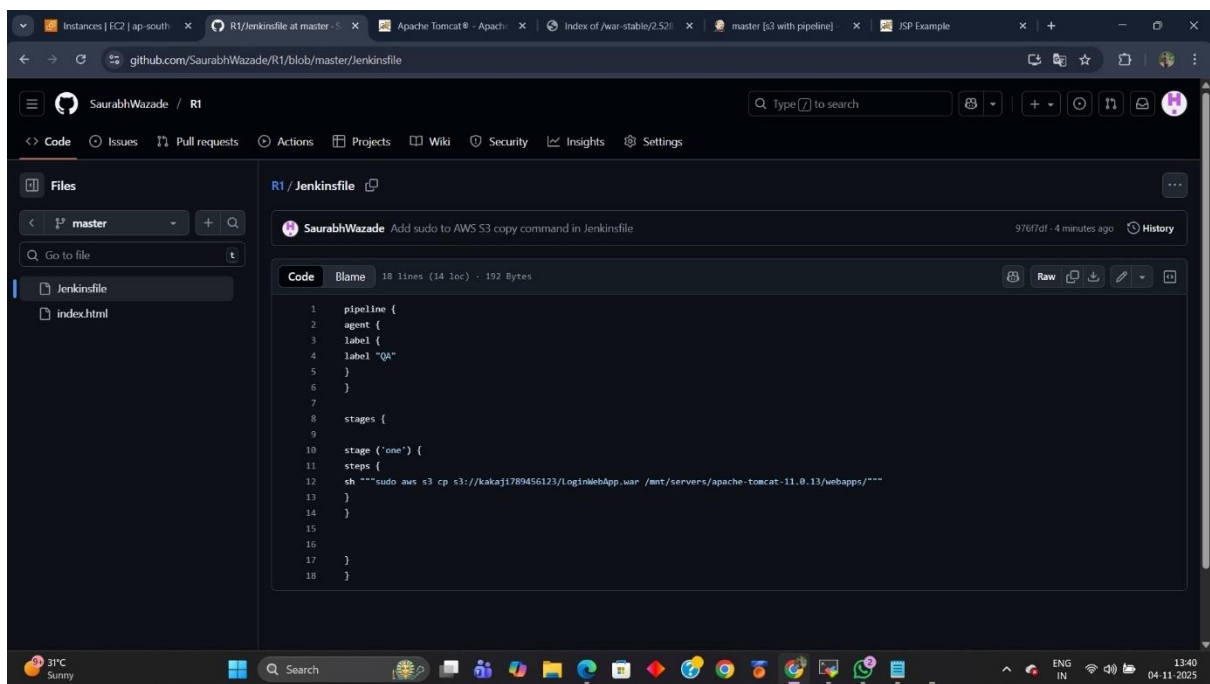 Instances | EC2 | ap-south
R1/Jenkinsfile at master · S
Apache Tomcat® - Apach
Index of /war-stable/2.528
master [s3 with pipeline] -
JSP Example
github.com/SaurabhWazade/R1/blob/master/Jenkinsfile
SaurabhWazade / R1
Type / to search
Code Issues Pull requests Actions Projects Wiki Security Insights Settings
Files
R1 / Jenkinsfile
master
SaurabhWazade Add sudo to AWS S3 copy command in Jenkinsfile
976f7df · 4 minutes ago History
Go to file t
Code Blame 18 lines (14 loc) · 192 Bytes
Raw
Jenkinsfile
index.html
1 pipeline {
2 agent {
3 label {
4 label "QA"
5 }
6 }
7
8 stages {
9
10 stage ('one') {
11 steps {
12 sh """sudo aws s3 cp s3://kakaji789456123/LoginWebApp.war /mnt/servers/apache-tomcat-11.0.13/webapps/"""
13 }
14 }
15
16
17 }
18 }
31°C
Sunny
Search
ENG
IN
13:40
04-11-2025